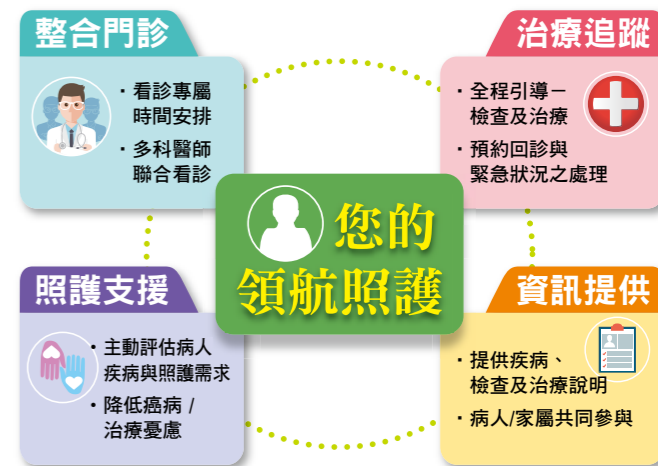 整合門診
・看診專屬
時間安排
・多科醫師
聯合看診
治療追蹤
・全程引導－
檢查及治療
・預約回診與
緊急狀況之處理
您的
領航照護
照護支援
・主動評估病人
疾病與照護需求
・降低癌病 /
治療憂慮
資訊提供
・提供疾病、
檢查及治療說明
・病人/家屬共同參與